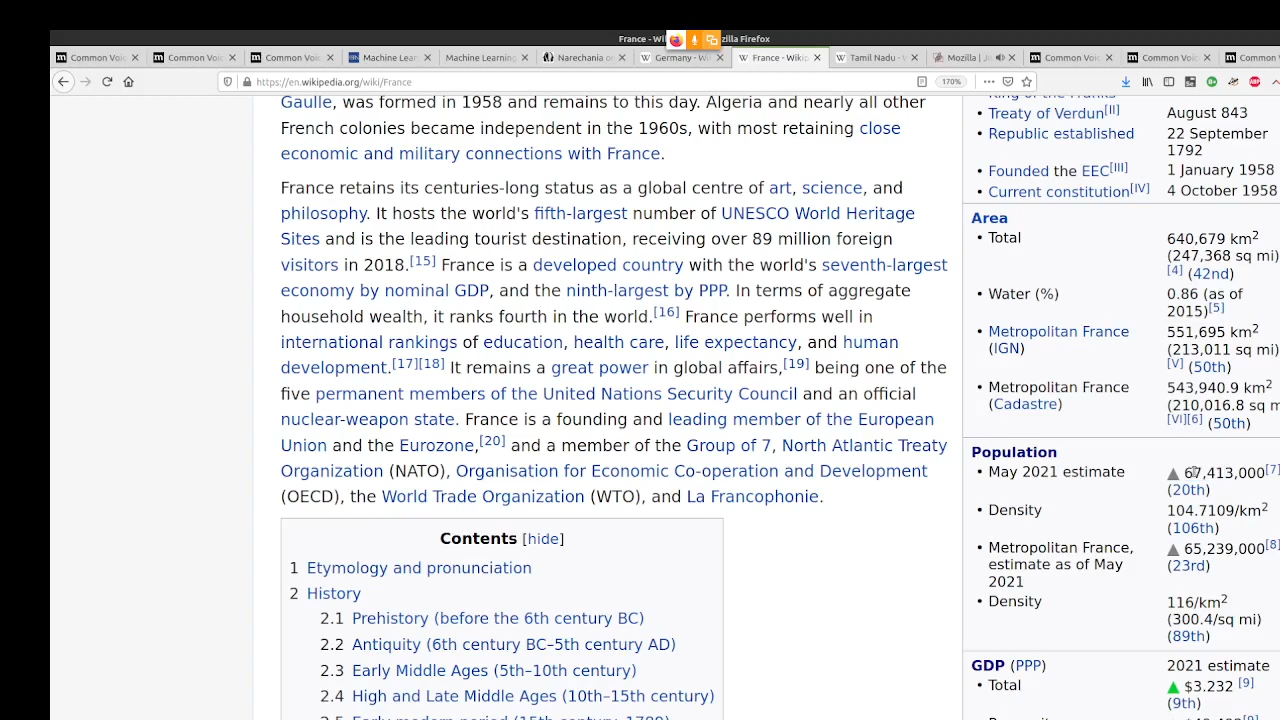 France - Wi
zilla Firefox
Common Voi
Common Voi
Common Voi
Machine Lear
Machine Learning
Narechania o
Germany - W
France - Wikip
Tamil Nadu - W
Mozilla | J
Common Voi
Common Voi
Common
https://en.wikipedia.org/wiki/France
170%
Gaulle, was formed in 1958 and remains to this day. Algeria and nearly all other
French colonies became independent in the 1960s, with most retaining close
economic and military connections with France.
France retains its centuries-long status as a global centre of art, science, and
philosophy. It hosts the world's fifth-largest number of UNESCO World Heritage
Sites and is the leading tourist destination, receiving over 89 million foreign
visitors in 2018.[15] France is a developed country with the world's seventh-largest
economy by nominal GDP, and the ninth-largest by PPP. In terms of aggregate
household wealth, it ranks fourth in the world.[16] France performs well in
international rankings of education, health care, life expectancy, and human
development.[17][18] It remains a great power in global affairs,[19] being one of the
five permanent members of the United Nations Security Council and an official
nuclear-weapon state. France is a founding and leading member of the European
Union and the Eurozone,[20] and a member of the Group of 7, North Atlantic Treaty
Organization (NATO), Organisation for Economic Co-operation and Development
(OECD), the World Trade Organization (WTO), and La Francophonie.
Contents [hide]
1 Etymology and pronunciation
2 History
2.1 Prehistory (before the 6th century BC)
2.2 Antiquity (6th century BC–5th century AD)
2.3 Early Middle Ages (5th–10th century)
2.4 High and Late Middle Ages (10th–15th century)
2.5 Early modern period (15th century–1789)
• Treaty of Verdun[II] August 843
• Republic established 22 September
1792
• Founded the EEC[III] 1 January 1958
• Current constitution[IV] 4 October 1958
Area
• Total 640,679 km2
(247,368 sq mi)
[4] (42nd)
• Water (%) 0.86 (as of
2015)[5]
• Metropolitan France 551,695 km2
(IGN) (213,011 sq mi)
[V] (50th)
• Metropolitan France 543,940.9 km2
(Cadastre) (210,016.8 sq m
[VI][6] (50th)
Population
• May 2021 estimate ▲ 67,413,000[7]
(20th)
• Density 104.7109/km2
(106th)
• Metropolitan France, ▲ 65,239,000[8]
estimate as of May (23rd)
2021
• Density 116/km2
(300.4/sq mi)
(89th)
GDP (PPP) 2021 estimate
• Total ▲ $3.232 [9]
(9th)